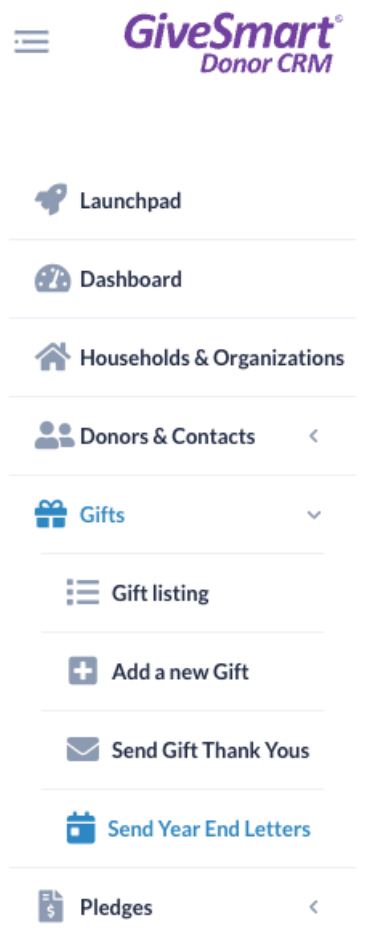 GiveSmart®
Donor CRM
Launchpad
Dashboard
Households & Organizations
Donors & Contacts
Gifts
Gift listing
Add a new Gift
Send Gift Thank Yous
Send Year End Letters
Pledges